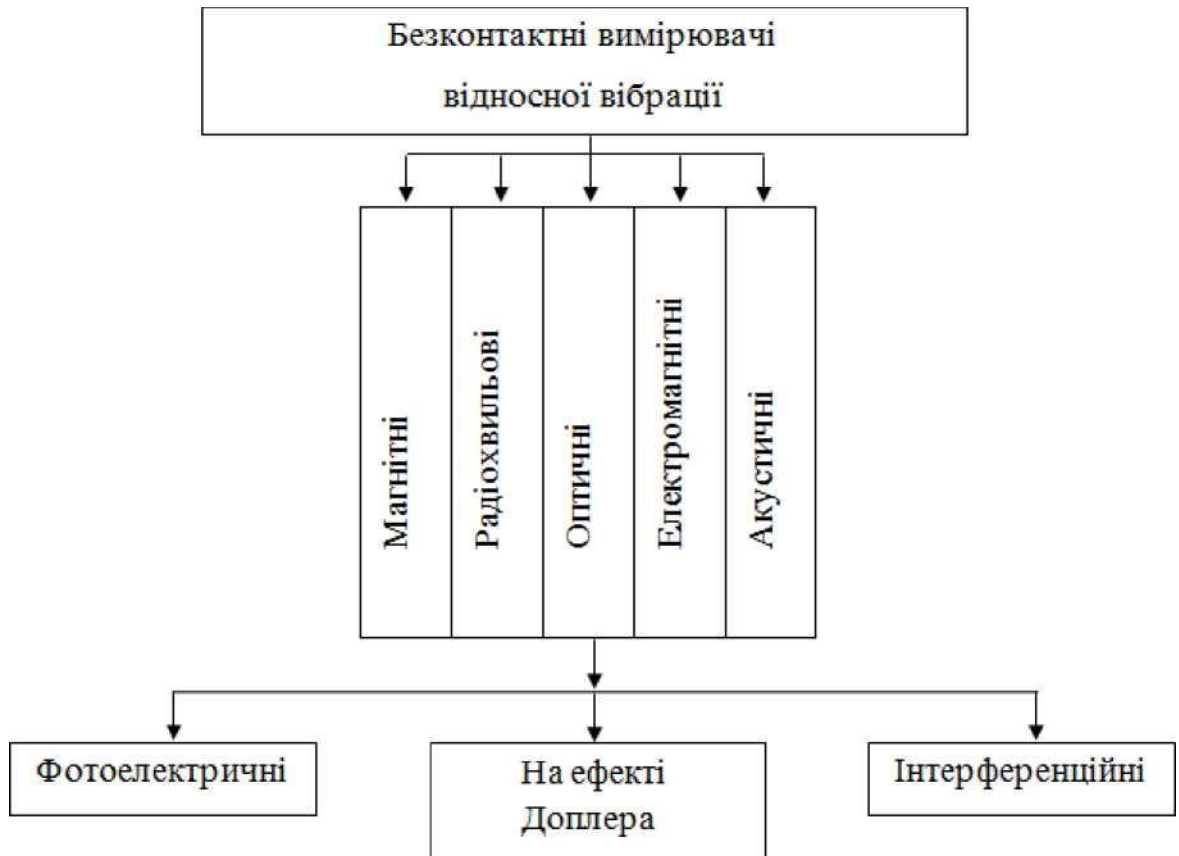 Безконтактні вимірювачі
відносної вібрації
Магнітні
Радіохвильові
Оптичні
Електромагнітні
Акустичні
Фотоелектричні
На ефекті
Доплера
Інтерференційні